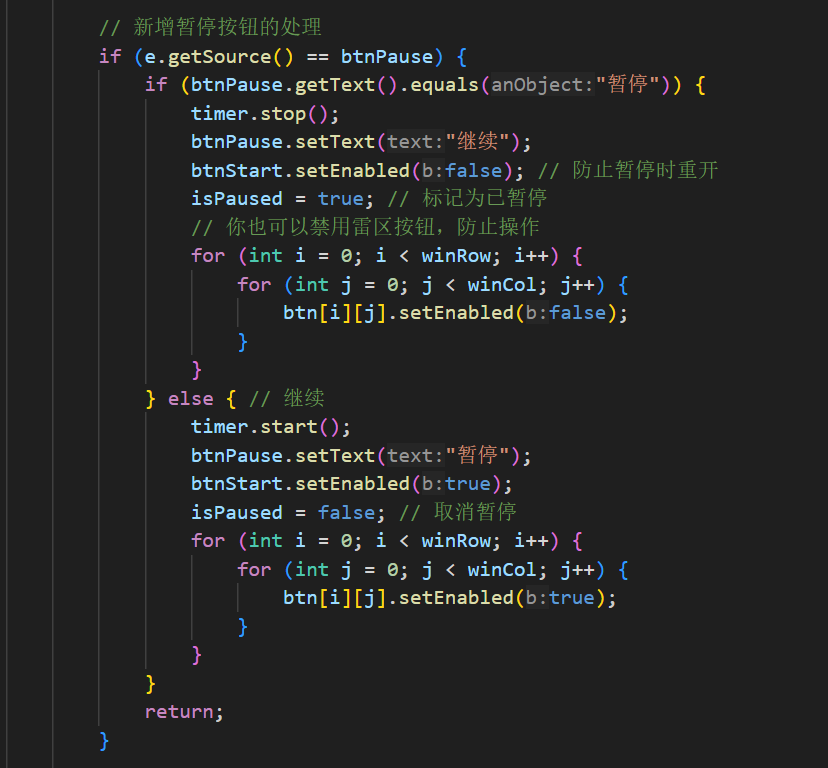 // 新增暂停按钮的处理
if (e.getSource() == btnPause) {
if (btnPause.getText().equals(anObject:"暂停")) {
timer.stop();
btnPause.setText(text:"继续");
btnStart.setEnabled(b:false); // 防止暂停时重开
isPaused = true; // 标记为已暂停
// 你也可以禁用雷区按钮，防止操作
for (int i = 0; i < winRow; i++) {
for (int j = 0; j < winCol; j++) {
btn[i][j].setEnabled(b:false);
}
}
} else { // 继续
timer.start();
btnPause.setText(text:"暂停");
btnStart.setEnabled(b:true);
isPaused = false; // 取消暂停
for (int i = 0; i < winRow; i++) {
for (int j = 0; j < winCol; j++) {
btn[i][j].setEnabled(b:true);
}
}
}
return;
}